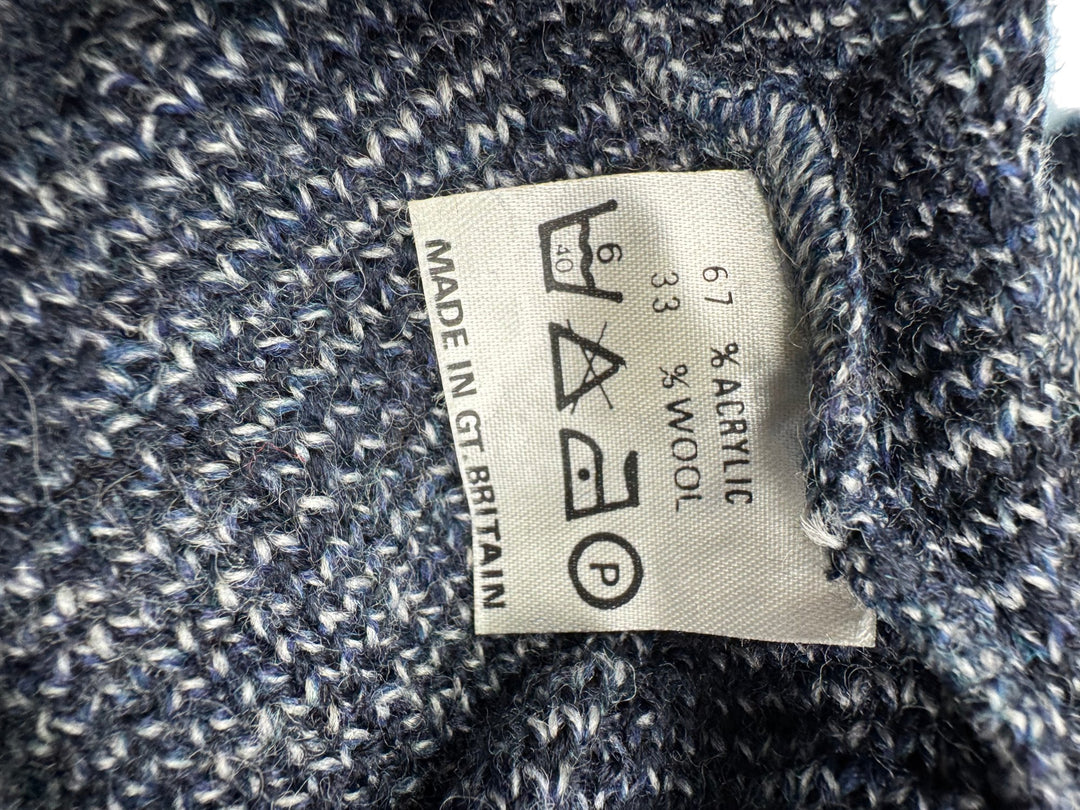 67 % ACRYLIC
33 % WOOL
6
40
P
MADE IN GT. BRITAIN